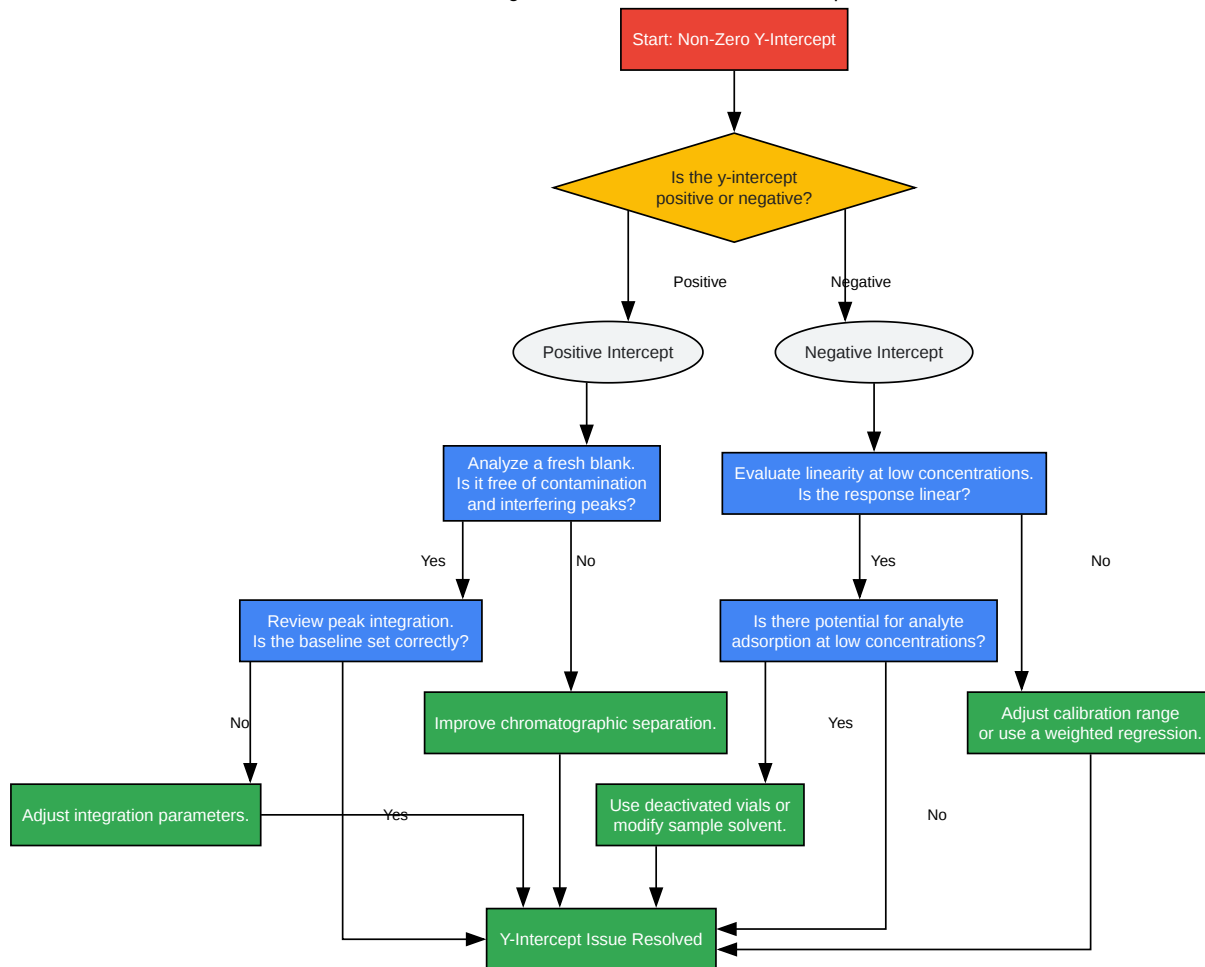 Start: Non-Zero Y-Intercept
Is the y-intercept
positive or negative?
Positive
Negative
Positive Intercept
Negative Intercept
Analyze a fresh blank.
Is it free of contamination
and interfering peaks?
Evaluate linearity at low concentrations.
Is the response linear?
Yes
No
Yes
No
Review peak integration.
Is the baseline set correctly?
Is there potential for analyte
adsorption at low concentrations?
No
Improve chromatographic separation.
Yes
Adjust calibration range
or use a weighted regression.
Adjust integration parameters.
Yes
Use deactivated vials or
modify sample solvent.
No
Y-Intercept Issue Resolved